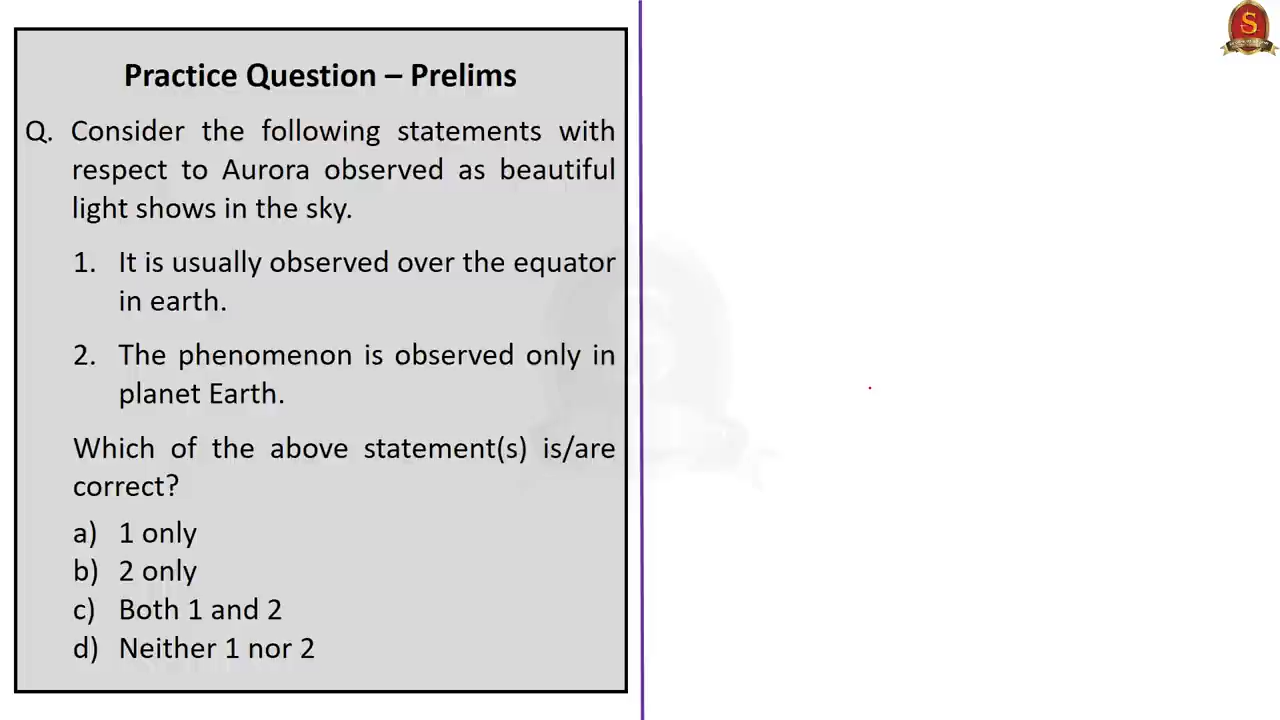 S
Practice Question – Prelims
Q. Consider the following statements with
respect to Aurora observed as beautiful
light shows in the sky.
1. It is usually observed over the equator
in earth.
2. The phenomenon is observed only in
planet Earth.
Which of the above statement(s) is/are
correct?
a) 1 only
b) 2 only
c) Both 1 and 2
d) Neither 1 nor 2